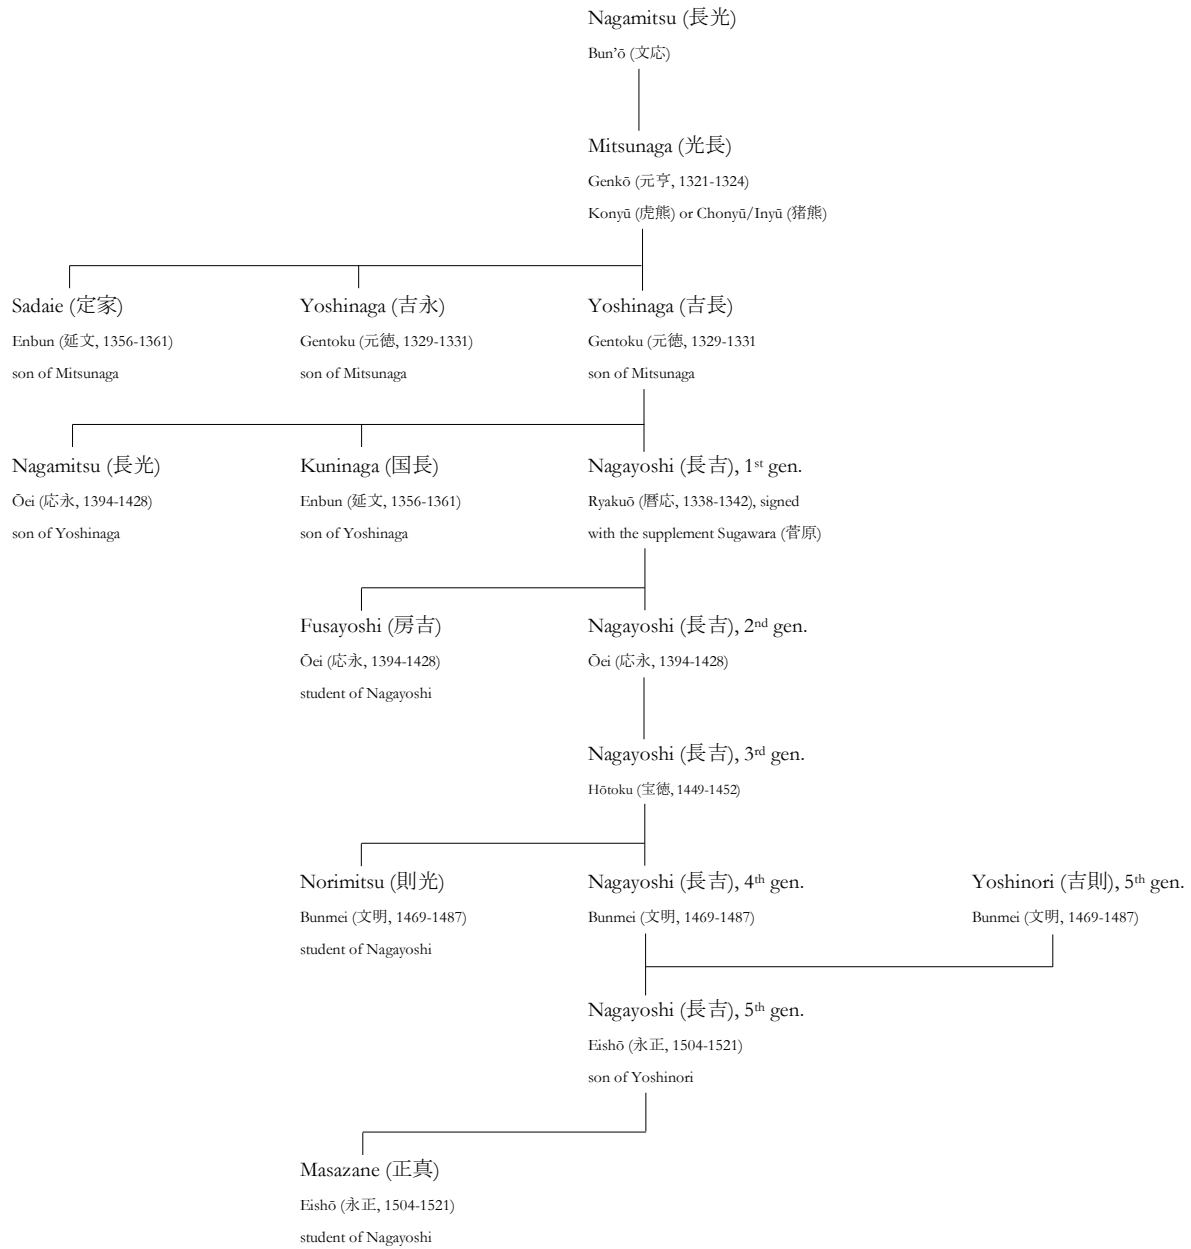 Nagamitsu (長光)
Bun’ō (文応)
Mitsunaga (光長)
Genkō (元亨, 1321-1324)
Konyū (虎熊) or Chonyū/Inyū (猪熊)
Sadaie (定家)
Enbun (延文, 1356-1361)
son of Mitsunaga
Yoshinaga (吉永)
Gentoku (元徳, 1329-1331)
son of Mitsunaga
Yoshinaga (吉長)
Gentoku (元徳, 1329-1331
son of Mitsunaga
Nagamitsu (長光)
Ōei (応永, 1394-1428)
son of Yoshinaga
Kuninaga (国長)
Enbun (延文, 1356-1361)
son of Yoshinaga
Nagayoshi (長吉), 1st gen.
Ryakuō (暦応, 1338-1342), signed
with the supplement Sugawara (菅原)
Fusayoshi (房吉)
Ōei (応永, 1394-1428)
student of Nagayoshi
Nagayoshi (長吉), 2nd gen.
Ōei (応永, 1394-1428)
Nagayoshi (長吉), 3rd gen.
Hōtoku (宝徳, 1449-1452)
Norimitsu (則光)
Bunmei (文明, 1469-1487)
student of Nagayoshi
Nagayoshi (長吉), 4th gen.
Bunmei (文明, 1469-1487)
Yoshinori (吉則), 5th gen.
Bunmei (文明, 1469-1487)
Nagayoshi (長吉), 5th gen.
Eishō (永正, 1504-1521)
son of Yoshinori
Masazane (正真)
Eishō (永正, 1504-1521)
student of Nagayoshi